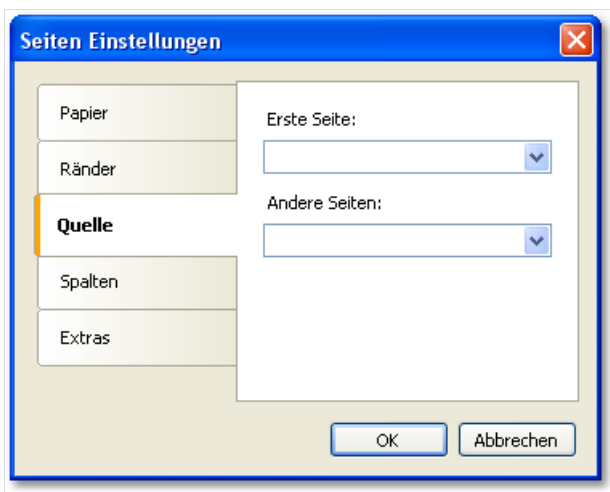 Seiten Einstellungen
Papier
Ränder
Quelle
Spalten
Extras
Erste Seite:
Andere Seiten:
OK
Abbrechen